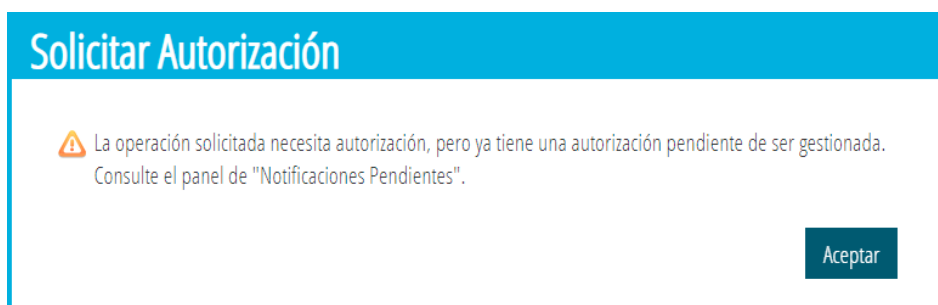 Solicitar Autorización
La operación solicitada necesita autorización, pero ya tiene una autorización pendiente de ser gestionada.
Consulte el panel de "Notificaciones Pendientes".
Aceptar